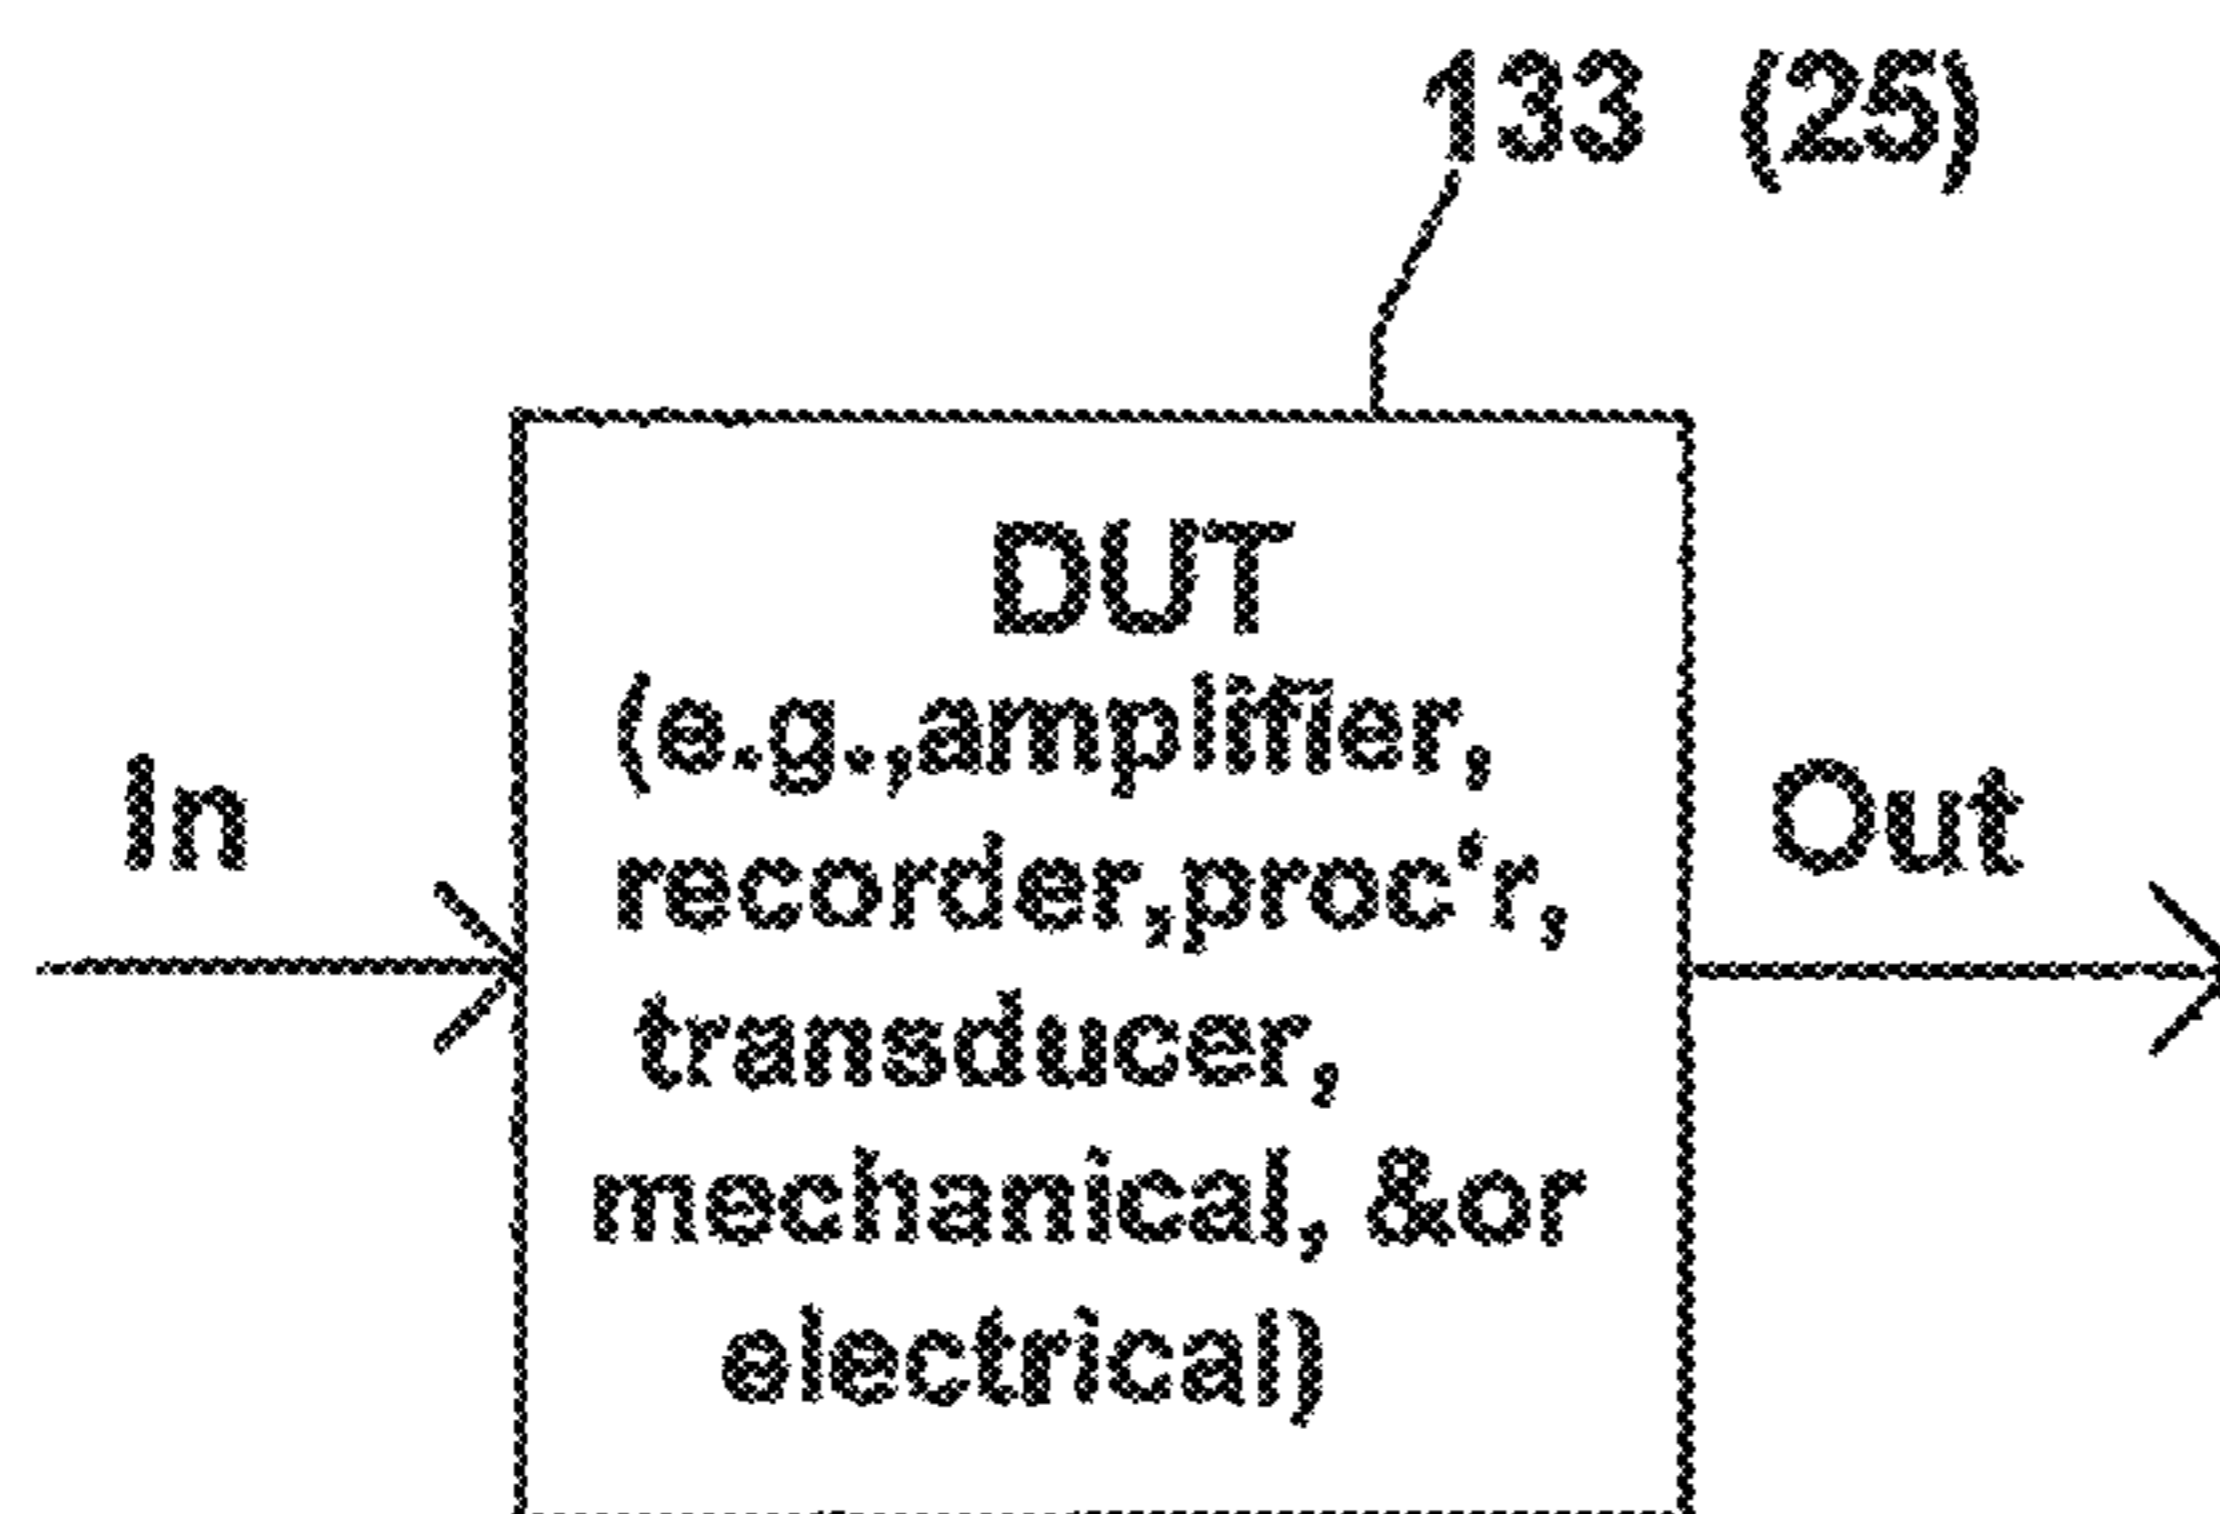 133 (25)
DUT
(e.g.,amplifier,
In
Out
recorder,proc‘r,
transducer,
mechanical, &or
electrical)